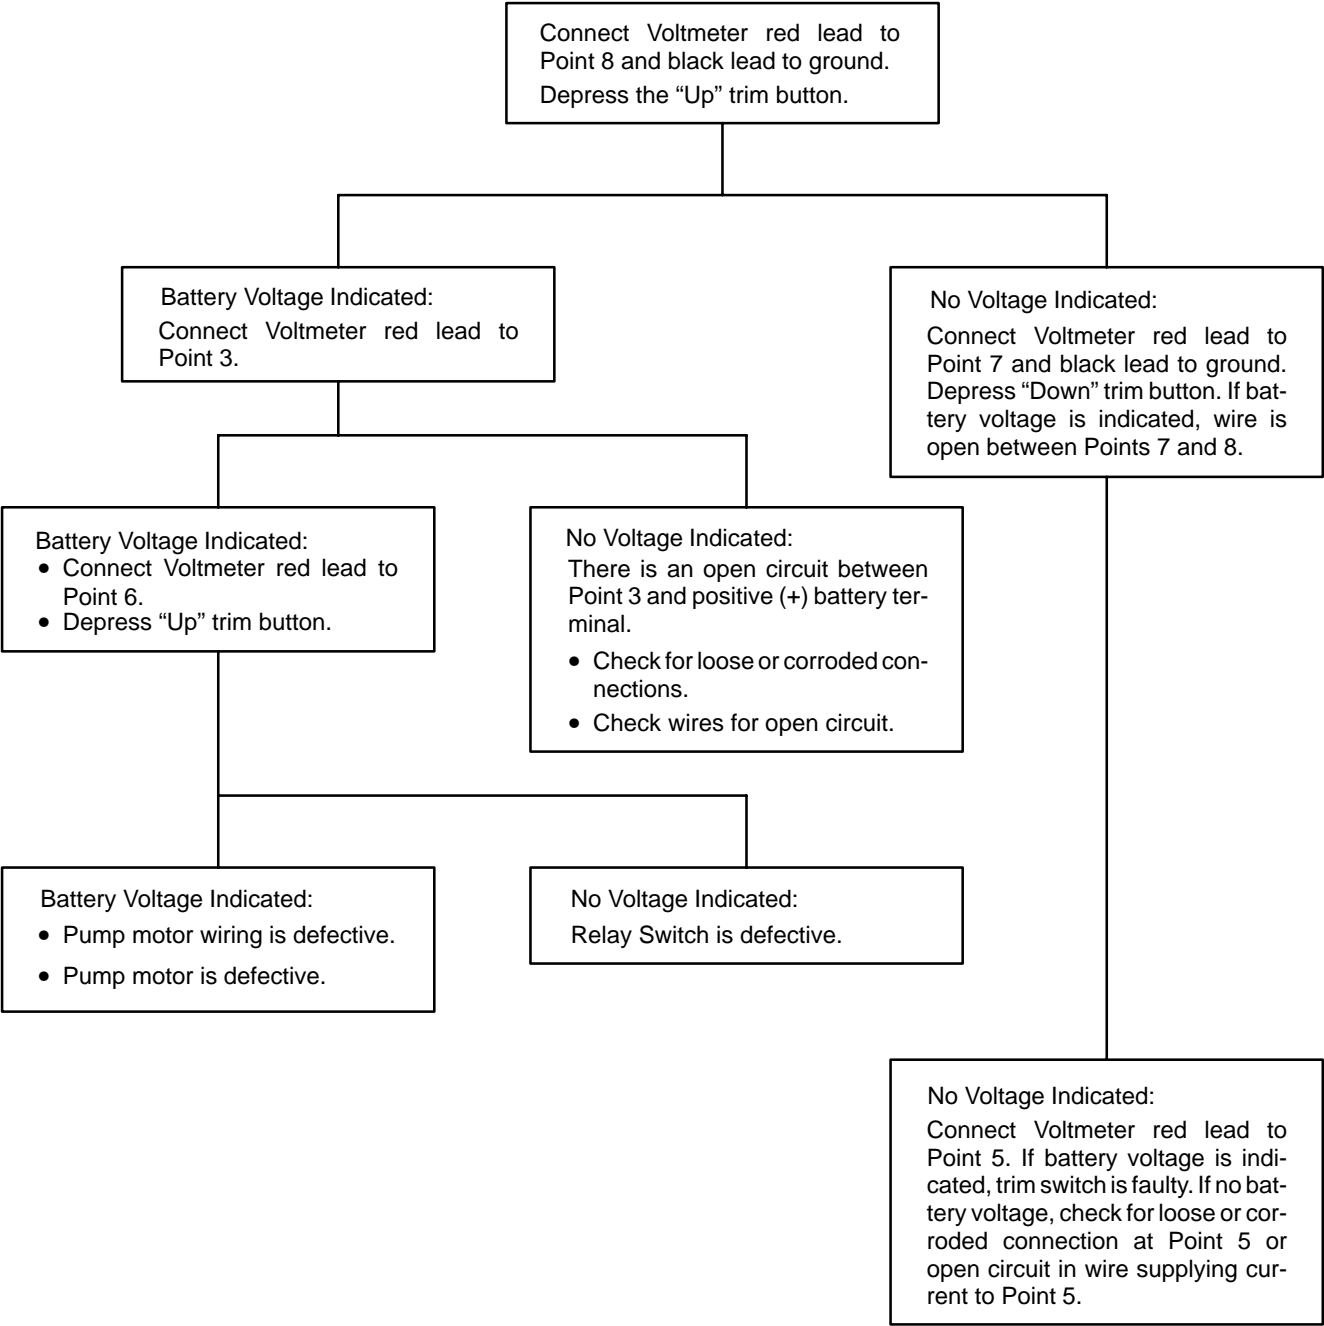 Connect Voltmeter red lead to
Point 8 and black lead to ground.
Depress the “Up” trim button.
Battery Voltage Indicated:
Connect Voltmeter red lead to
Point 3.
No Voltage Indicated:
Connect Voltmeter red lead to
Point 7 and black lead to ground.
Depress “Down” trim button. If bat-
tery voltage is indicated, wire is
open between Points 7 and 8.
Battery Voltage Indicated:
• Connect Voltmeter red lead to
Point 6.
• Depress “Up” trim button.
No Voltage Indicated:
There is an open circuit between
Point 3 and positive (+) battery ter-
minal.
• Check for loose or corroded con-
nections.
• Check wires for open circuit.
Battery Voltage Indicated:
• Pump motor wiring is defective.
• Pump motor is defective.
No Voltage Indicated:
Relay Switch is defective.
No Voltage Indicated:
Connect Voltmeter red lead to
Point 5. If battery voltage is indi-
cated, trim switch is faulty. If no bat-
tery voltage, check for loose or cor-
roded connection at Point 5 or
open circuit in wire supplying cur-
rent to Point 5.